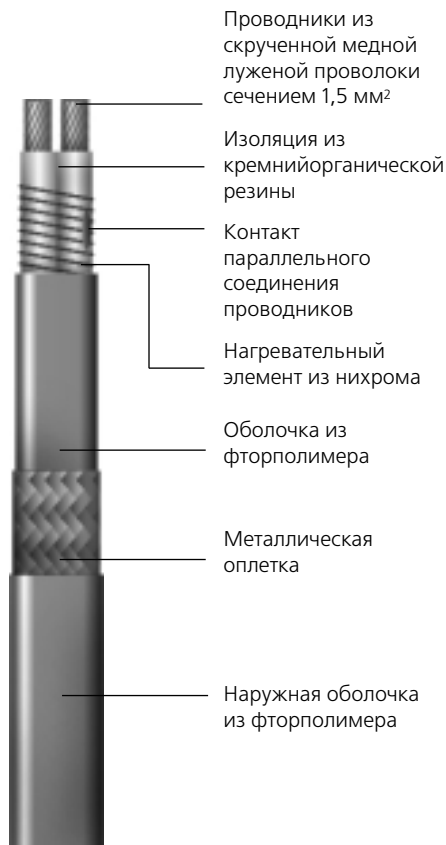 Проводники из
скрученной медной
луженой проволоки
сечением 1,5 мм²
Изоляция из
кремнийорганической
резины
Контакт
параллельного
соединения
проводников
Нагревательный
элемент из нихрома
Оболочка из
фторполимера
Металлическая
оплетка
Наружная оболочка
из фторполимера